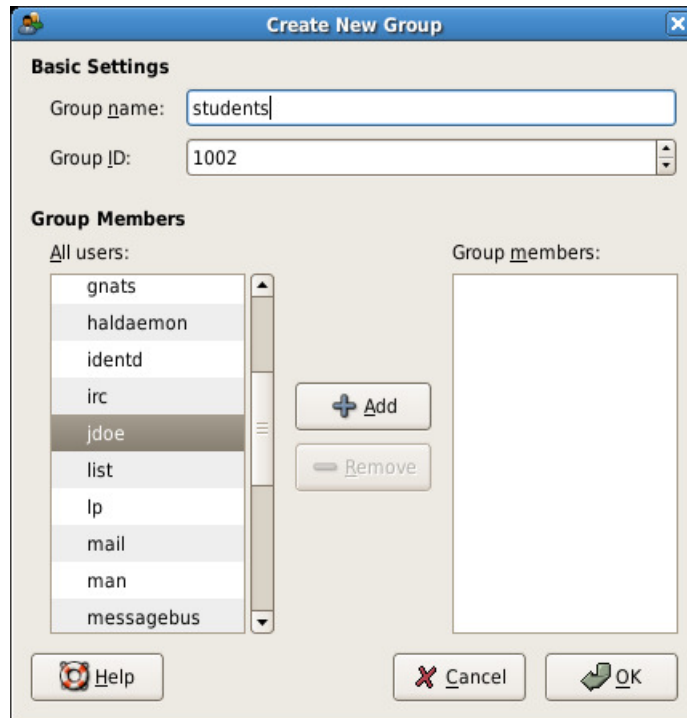 Create New Group
Basic Settings
Group name: students
Group ID: 1002
Group Members
All users:
Group members:
gnats
haldaemon
identd
irc
jdoe
list
lp
mail
man
messagebus
Add
Remove
Help
Cancel
OK